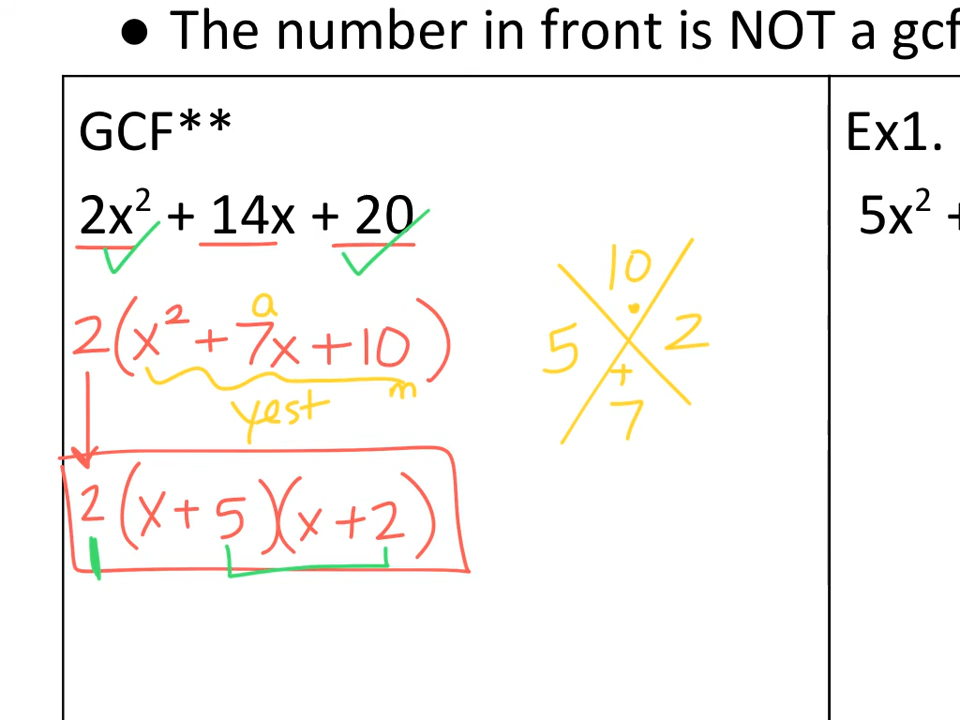 ● The number in front is NOT a gcf
GCF**
2x² + 14x + 20
2(x² + 7x + 10)
a
m
yest
2(x+5)(x+2)
10
•
5 2
+
7
Ex1.
5x² +